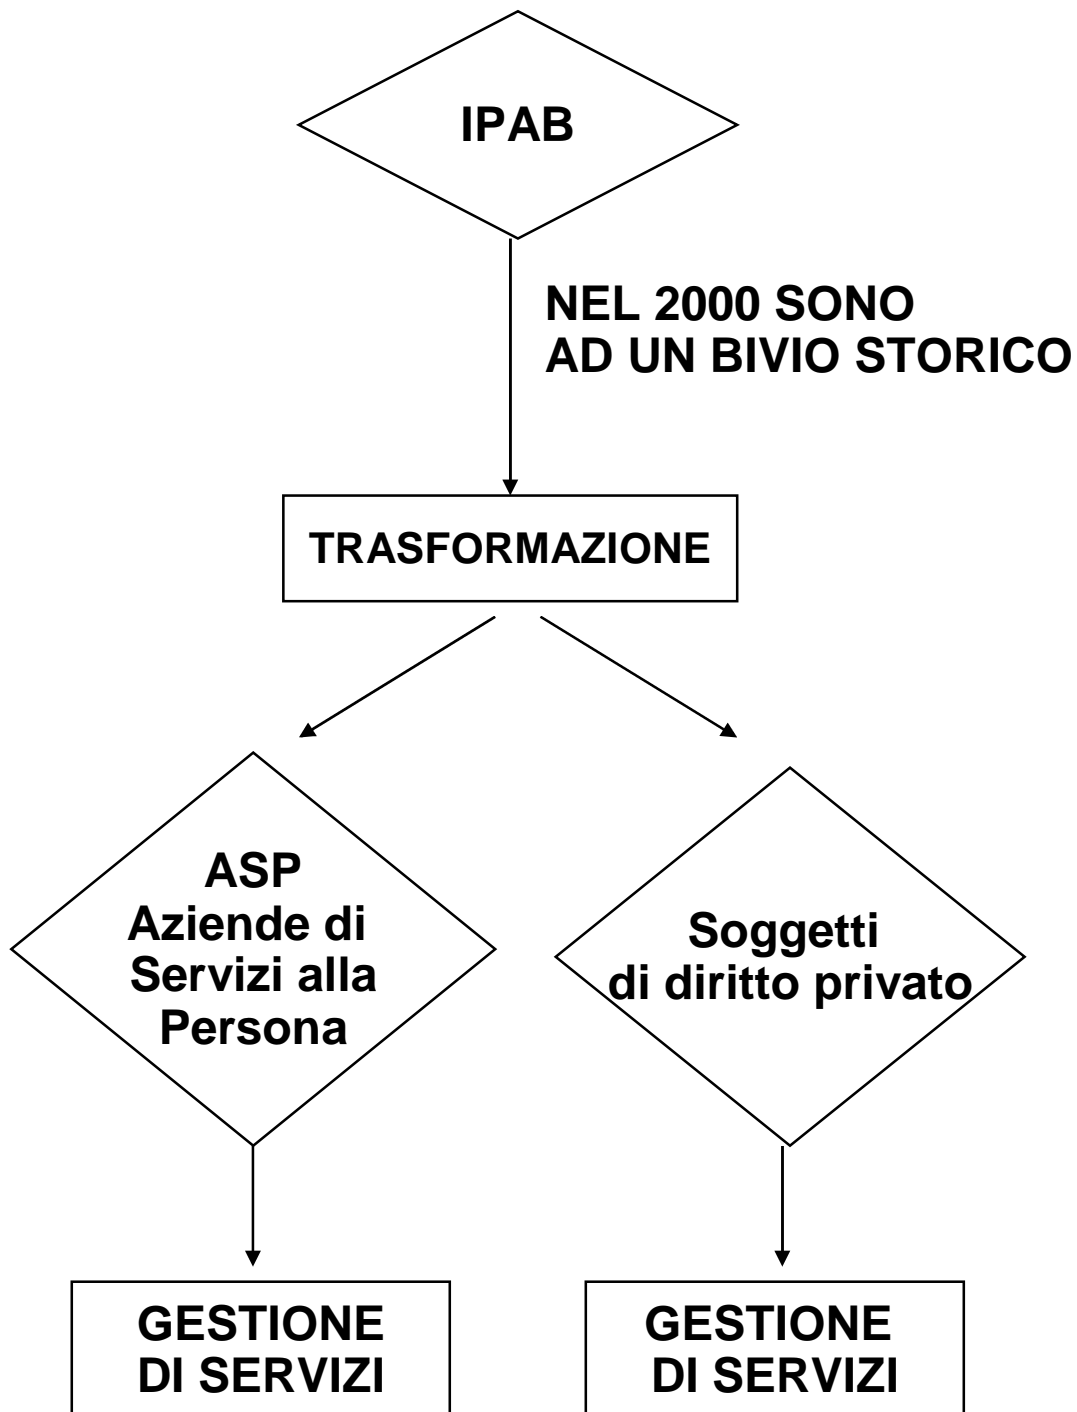 IPAB
NEL 2000 SONO
AD UN BIVIO STORICO
TRASFORMAZIONE
ASP
Aziende di
Servizi alla
Persona
Soggetti
di diritto privato
GESTIONE
DI SERVIZI
GESTIONE
DI SERVIZI